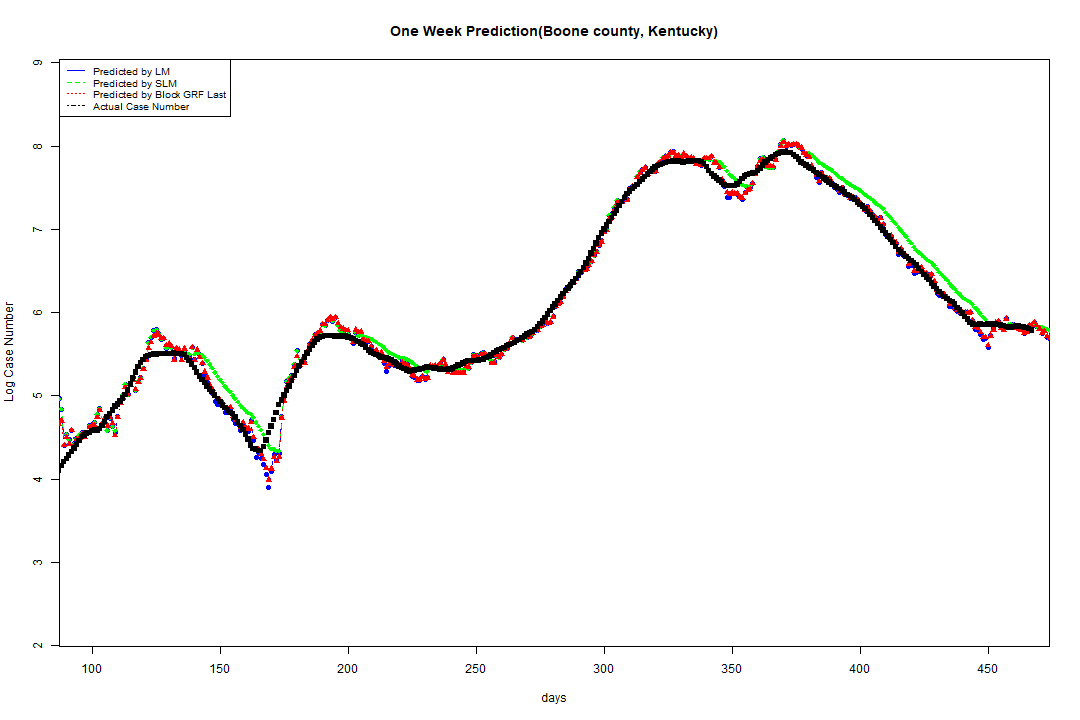 One Week Prediction(Boone county, Kentucky)
Predicted by LM
Predicted by SLM
Predicted by Block GRF Last
Actual Case Number
9
8
7
6
5
4
3
2
Log Case Number
100 150 200 250 300 350 400 450
days